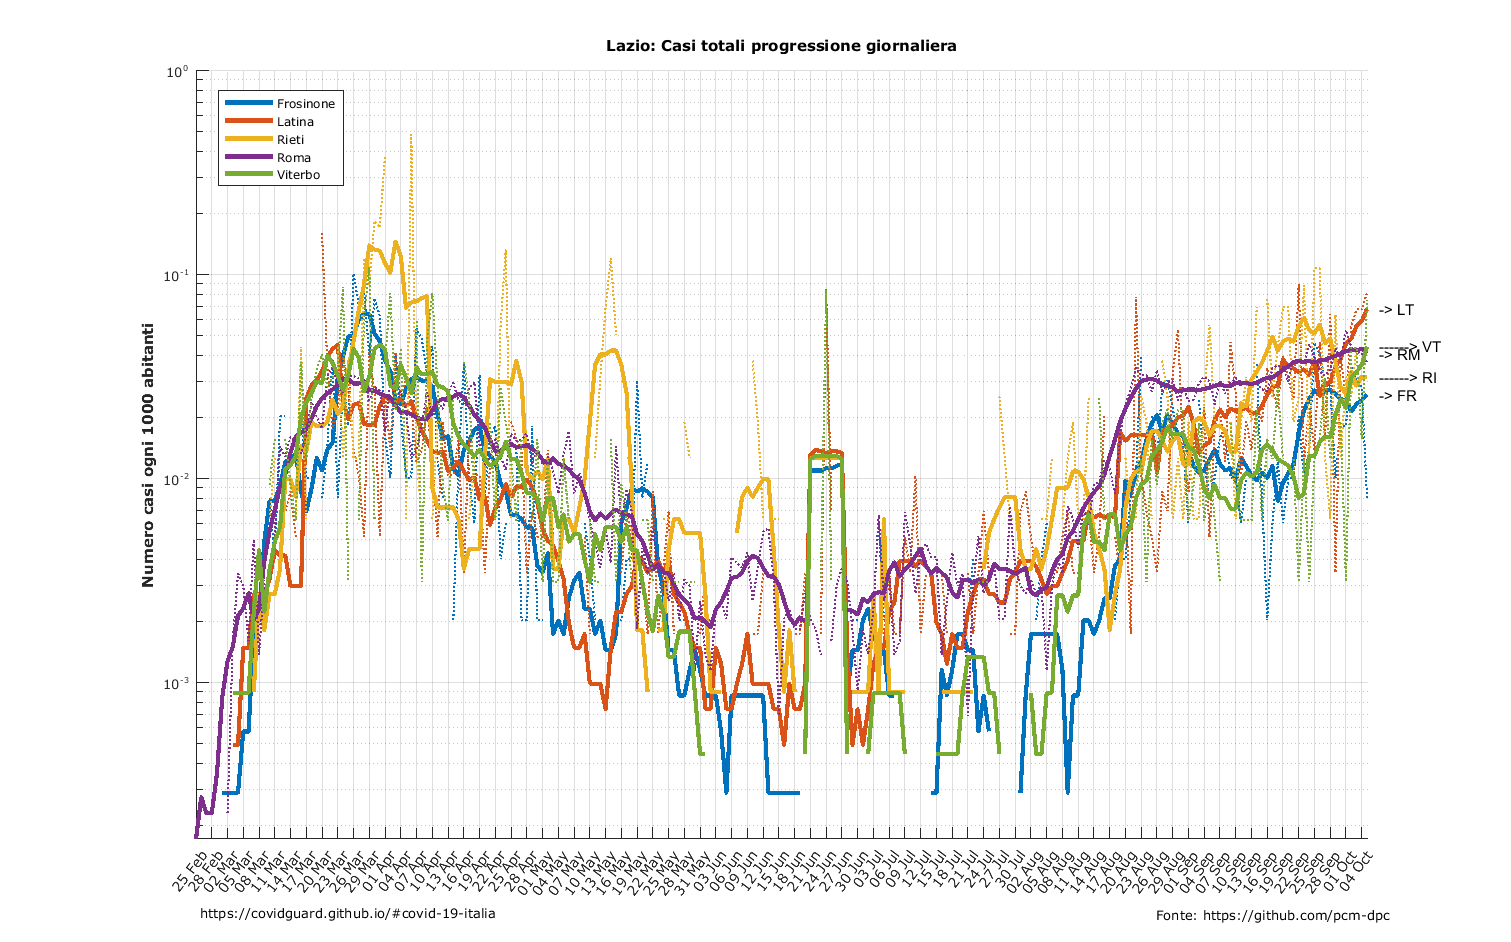 Lazio: Casi totali progressione giornaliera
Numero casi ogni 1000 abitanti
10^0
10^-1
10^-2
10^-3
Frosinone
Latina
Rieti
Roma
Viterbo
-> LT
------> VT
-> RM
------> RI
-> FR
25 Feb
28 Feb
02 Mar
05 Mar
08 Mar
11 Mar
14 Mar
17 Mar
20 Mar
23 Mar
26 Mar
29 Mar
01 Apr
04 Apr
07 Apr
10 Apr
13 Apr
16 Apr
19 Apr
22 Apr
25 Apr
28 Apr
01 May
04 May
07 May
10 May
13 May
16 May
19 May
22 May
25 May
28 May
31 May
03 Jun
06 Jun
09 Jun
12 Jun
15 Jun
18 Jun
21 Jun
24 Jun
27 Jun
30 Jun
03 Jul
06 Jul
09 Jul
12 Jul
15 Jul
18 Jul
21 Jul
24 Jul
27 Jul
30 Jul
02 Aug
05 Aug
08 Aug
11 Aug
14 Aug
17 Aug
20 Aug
23 Aug
26 Aug
29 Aug
01 Sep
04 Sep
07 Sep
10 Sep
13 Sep
16 Sep
19 Sep
22 Sep
25 Sep
28 Sep
01 Oct
04 Oct
https://covidguard.github.io/#covid-19-italia
Fonte: https://github.com/pcm-dpc